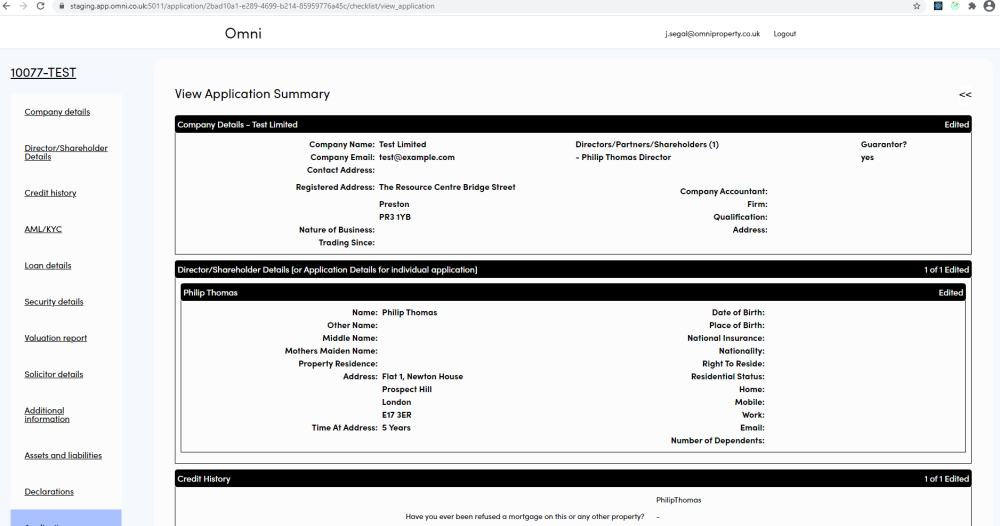 staging.app.omni.co.uk:5011/application/2bad10a1-e289-4699-b214-85959776a45c/checklist/view_application
Omni
j.segal@omniproperty.co.uk Logout
10077-TEST
Company details
Director/Shareholder
Details
Credit history
AML/KYC
Loan details
Security details
Valuation report
Solicitor details
Additional
information
Assets and liabilities
Declarations
View Application Summary <<
Company Details - Test Limited Edited
Company Name: Test Limited Directors/Partners/Shareholders (1) Guarantor?
Company Email: test@example.com - Philip Thomas Director yes
Contact Address:
Registered Address: The Resource Centre Bridge Street Company Accountant:
Preston Firm:
PR3 1YB Qualification:
Nature of Business: Address:
Trading Since:
Director/Shareholder Details [or Application Details for individual application] 1 of 1 Edited
Philip Thomas Edited
Name: Philip Thomas Date of Birth:
Other Name: Place of Birth:
Middle Name: National Insurance:
Mothers Maiden Name: Nationality:
Property Residence: Right To Reside:
Address: Flat 1, Newton House Residential Status:
Prospect Hill Home:
London Mobile:
E17 3ER Work:
Time At Address: 5 Years Email:
Number of Dependents:
Credit History 1 of 1 Edited
PhilipThomas
Have you ever been refused a mortgage on this or any other property? -